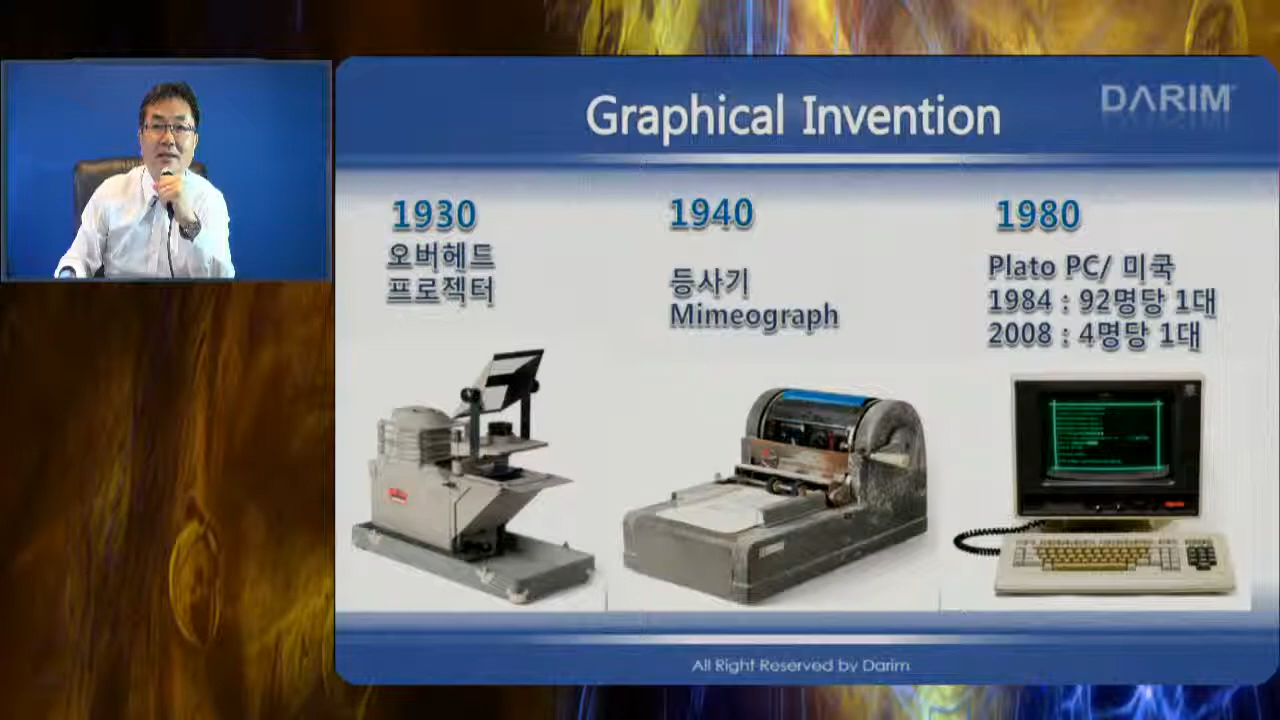 Graphical Invention
DARIM
1930
오버헤드
프로젝터
1940
등사기
Mimeograph
1980
Plato PC/ 미국
1984 : 92명당 1대
2008 : 4명당 1대
All Right Reserved by Darim